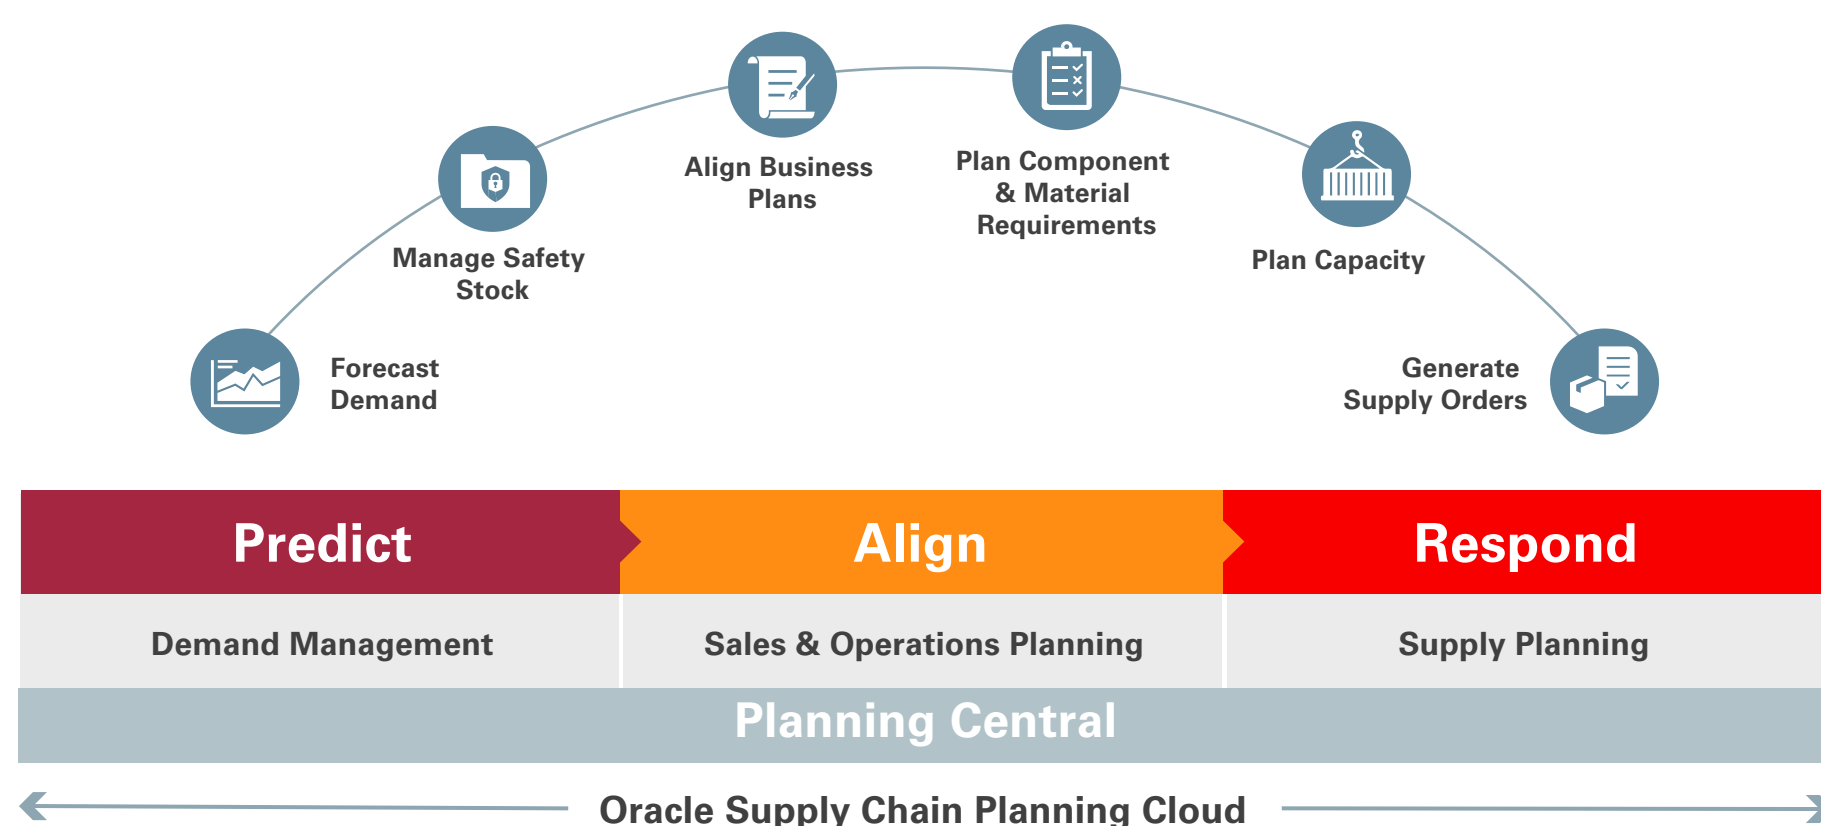 Align Business
Plans
Plan Component
& Material
Requirements
Manage Safety
Stock
Plan Capacity
Forecast
Demand
Generate
Supply Orders
Predict
Align
Respond
Demand Management
Sales & Operations Planning
Supply Planning
Planning Central
Oracle Supply Chain Planning Cloud